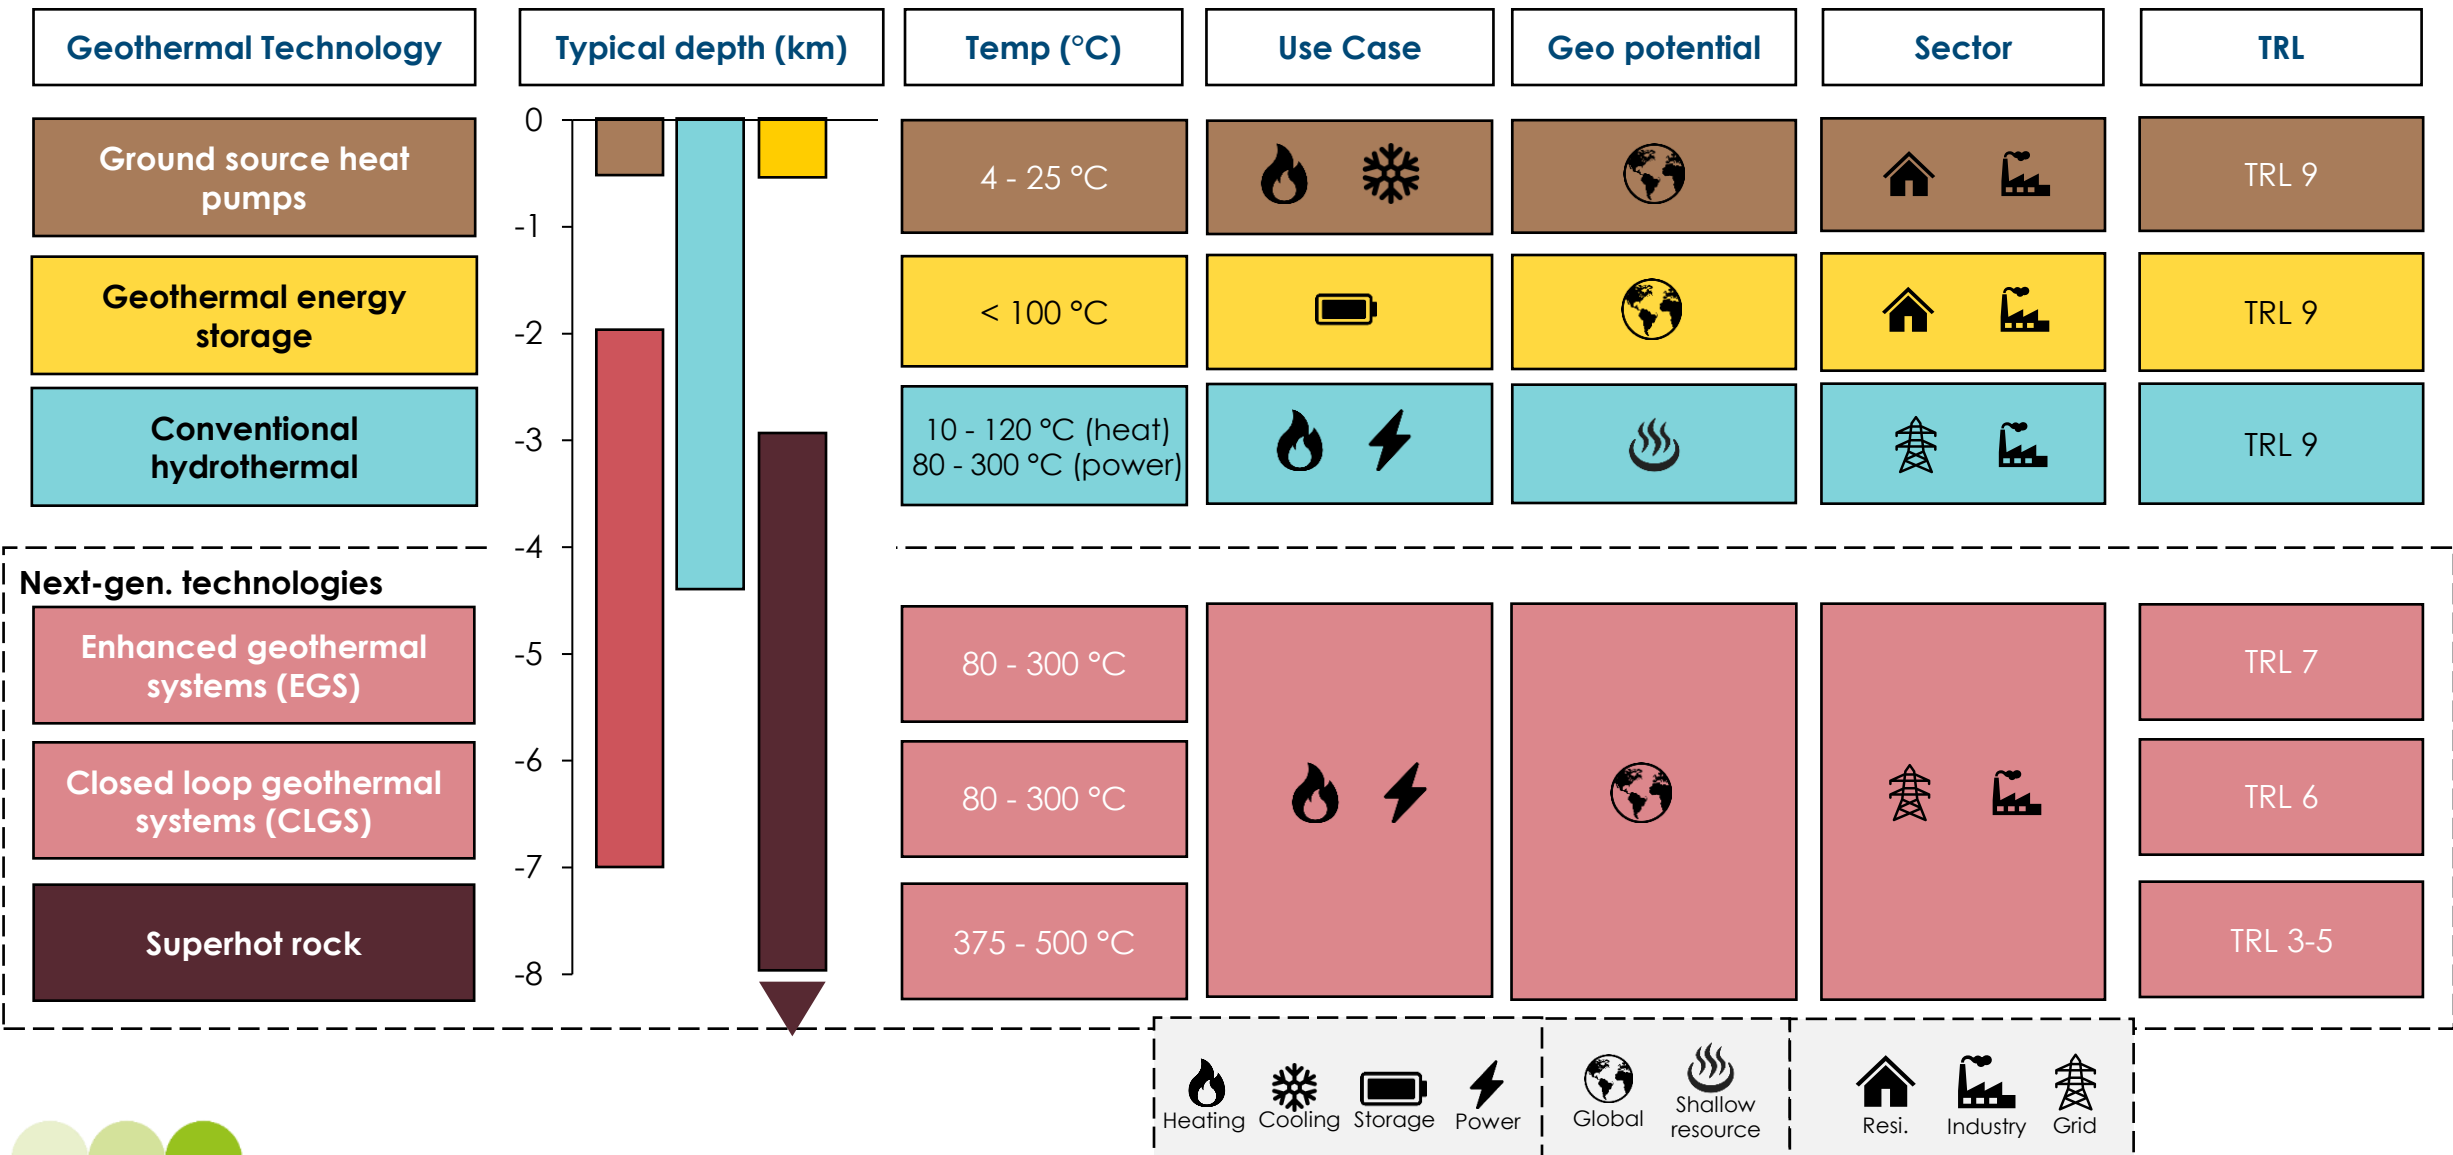 Geothermal Technology
Typical depth (km)
Temp (°C)
Use Case
Geo potential
Sector
TRL
0
-1
-2
-3
-4
-5
-6
-7
-8
Ground source heat
pumps
4 - 25 °C
TRL 9
Geothermal energy
storage
< 100 °C
TRL 9
Conventional
hydrothermal
10 - 120 °C (heat)
80 - 300 °C (power)
TRL 9
Next-gen. technologies
Enhanced geothermal
systems (EGS)
80 - 300 °C
TRL 7
Closed loop geothermal
systems (CLGS)
80 - 300 °C
TRL 6
Superhot rock
375 - 500 °C
TRL 3-5
Heating
Cooling
Storage
Power
Global
Shallow
resource
Resi.
Industry
Grid